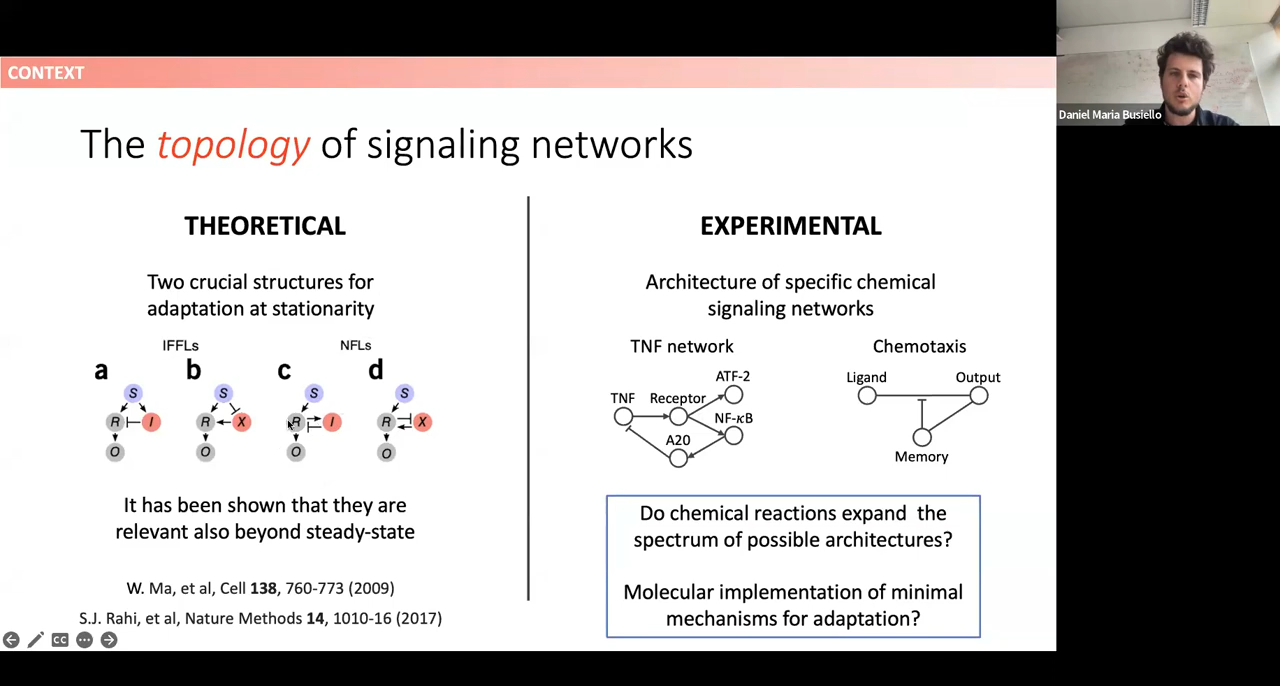 CONTEXT
Daniel Maria Busiello
The topology of signaling networks
THEORETICAL
Two crucial structures for
adaptation at stationarity
IFFLs
NFLs
a
b
c
d
S
R
I
O
S
R
X
O
S
R
I
O
S
R
X
O
It has been shown that they are
relevant also beyond steady-state
W. Ma, et al, Cell 138, 760-773 (2009)
S.J. Rahi, et al, Nature Methods 14, 1010-16 (2017)
EXPERIMENTAL
Architecture of specific chemical
signaling networks
TNF network
ATF-2
TNF
Receptor
NF-κB
A20
Chemotaxis
Ligand
Output
Memory
Do chemical reactions expand the
spectrum of possible architectures?
Molecular implementation of minimal
mechanisms for adaptation?
CC